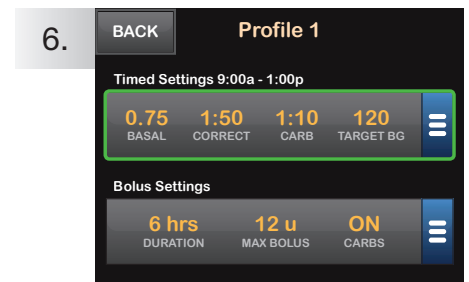 6.
BACK
Profile 1
Timed Settings 9:00a - 1:00p
0.75 1:50 1:10 120
BASAL CORRECT CARB TARGET BG
Bolus Settings
6 hrs 12 u ON
DURATION MAX BOLUS CARBS